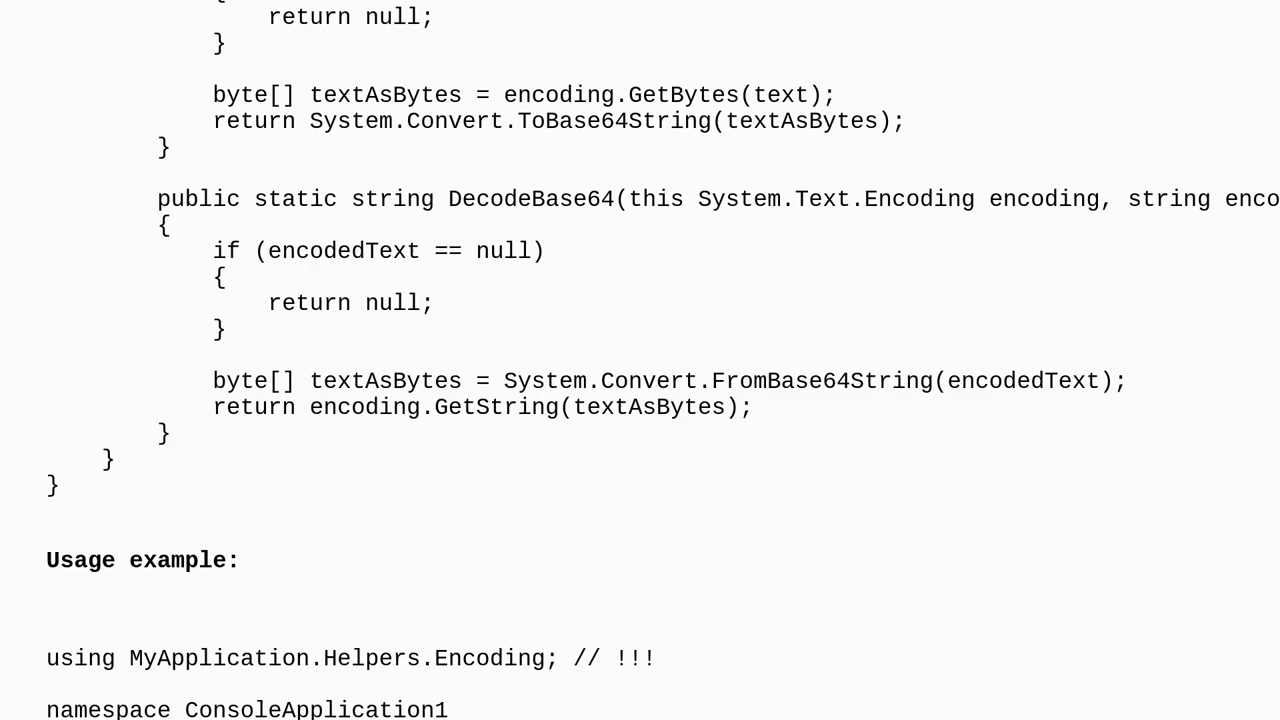 return null;
}
byte[] textAsBytes = encoding.GetBytes(text);
return System.Convert.ToBase64String(textAsBytes);
}
public static string DecodeBase64(this System.Text.Encoding encoding, string enco
{
if (encodedText == null)
{
return null;
}
byte[] textAsBytes = System.Convert.FromBase64String(encodedText);
return encoding.GetString(textAsBytes);
}
}
}
Usage example:
using MyApplication.Helpers.Encoding; // !!!
namespace ConsoleApplication1